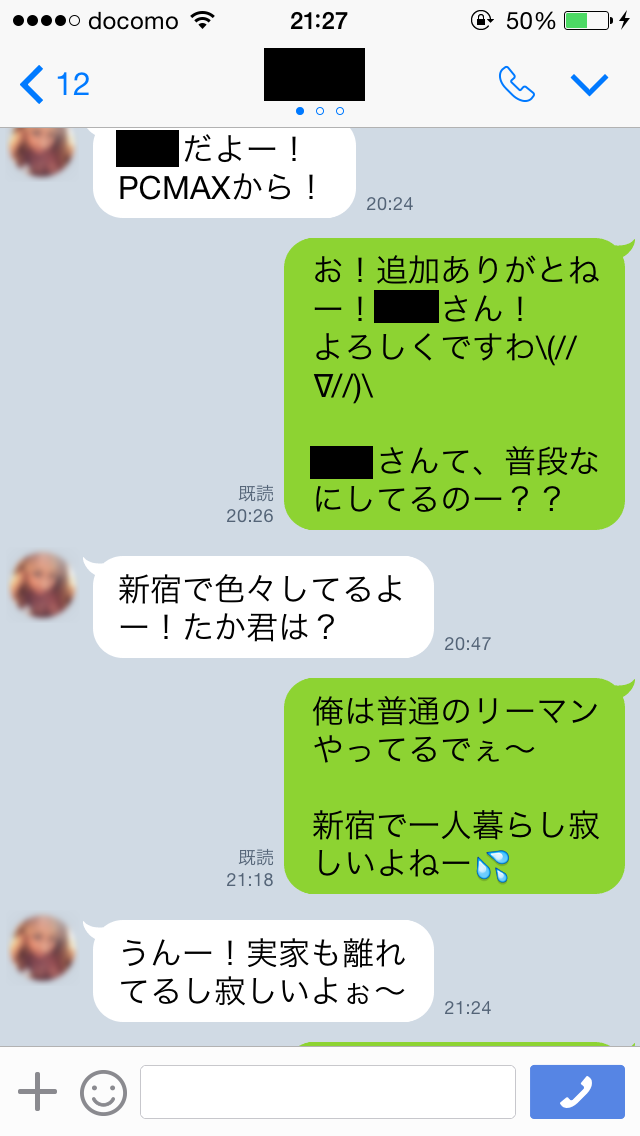 docomo 21:27 50%
12
だよー！
PCMAXから！
20:24
お！追加ありがとね
ー！ さん！
よろしくですわ\(//
∇//)\
さんて、普段な
にしてるのー？？
既読
20:26
新宿で色々してるよ
ー！たか君は？
20:47
俺は普通のリーマン
やってるでぇ〜
新宿で一人暮らし寂
しいよねー💦
既読
21:18
うんー！実家も離れ
てるし寂しいよぉ〜
21:24